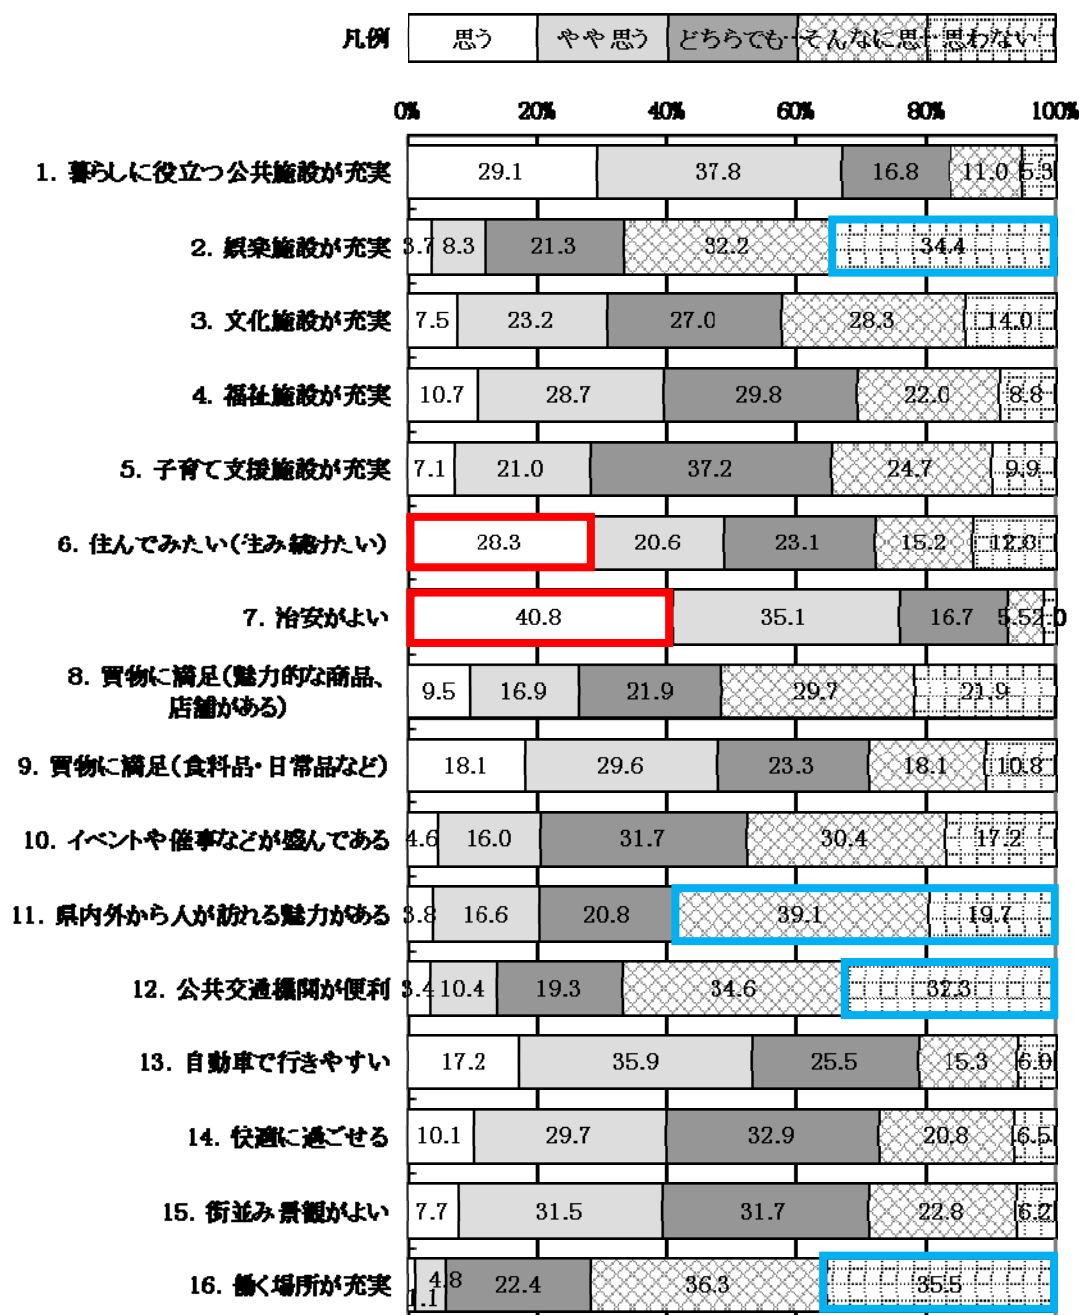 凡例 思う やや思う どちらでも そんなに思 思わない
0% 20% 40% 60% 80% 100%
1. 暮らしに役立つ公共施設が充実 29.1 37.8 16.8 11.0 5.3
2. 娯楽施設が充実 3.7 8.3 21.3 32.2 34.4
3. 文化施設が充実 7.5 23.2 27.0 28.3 14.0
4. 福祉施設が充実 10.7 28.7 29.8 22.0 8.8
5. 子育て支援施設が充実 7.1 21.0 37.2 24.7 9.9
6. 住んでみたい(住み続けたい) 28.3 20.6 23.1 15.2 12.8
7. 治安がよい 40.8 35.1 16.7 5.5 2.0
8. 買物に満足(魅力的な商品、
店舗がある) 9.5 16.9 21.9 29.7 21.9
9. 買物に満足(食料品・日常品など) 18.1 29.6 23.3 18.1 10.8
10. イベントや催事などが盛んである 4.6 16.0 31.7 30.4 17.2
11. 県内外から人が訪れる魅力がある 3.8 16.6 20.8 39.1 19.7
12. 公共交通機関が便利 3.4 10.4 19.3 34.6 32.3
13. 自動車で行きやすい 17.2 35.9 25.5 15.3 6.0
14. 快適に過ごせる 10.1 29.7 32.9 20.8 6.5
15. 街並み景観がよい 7.7 31.5 31.7 22.8 6.2
16. 働く場所が充実 1.1 4.8 22.4 36.3 35.5